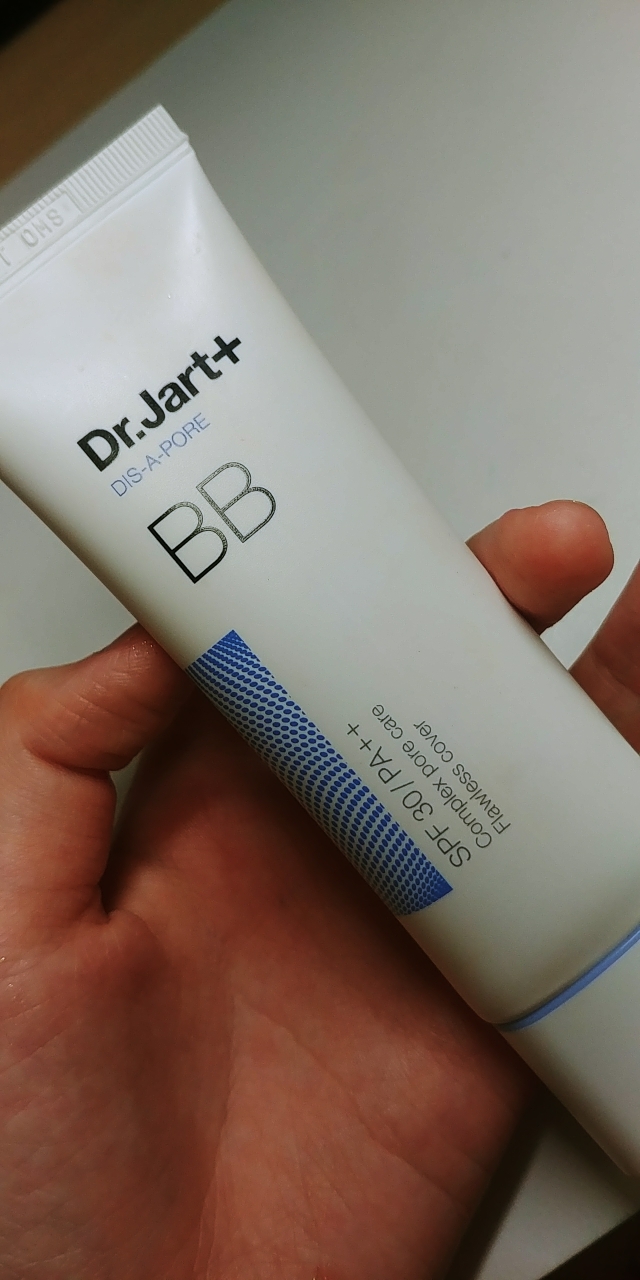 Dr.Jart+
DIS-A-PORE
BB
SPF 30 / PA++
Complex pore care
Flawless cover